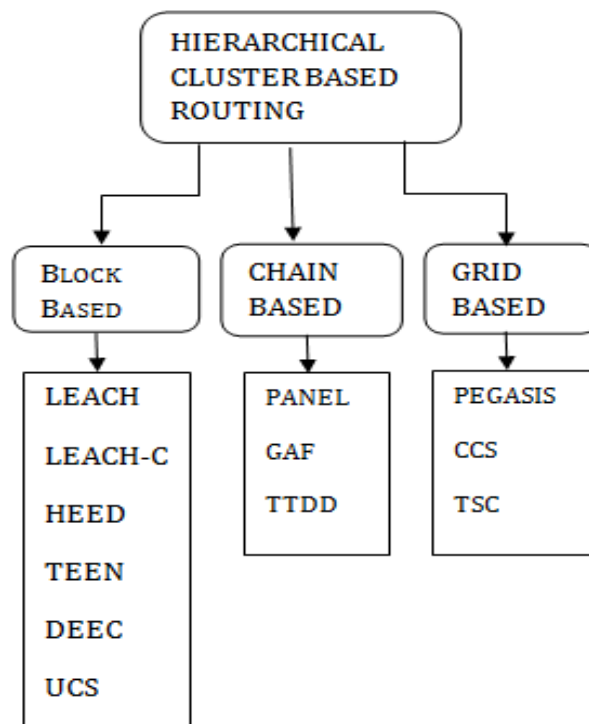 HIERARCHICAL
CLUSTER BASED
ROUTING
BLOCK
BASED
CHAIN
BASED
GRID
BASED
LEACH
LEACH-C
HEED
TEEN
DEEC
UCS
PANEL
GAF
TTDD
PEGASIS
CCS
TSC